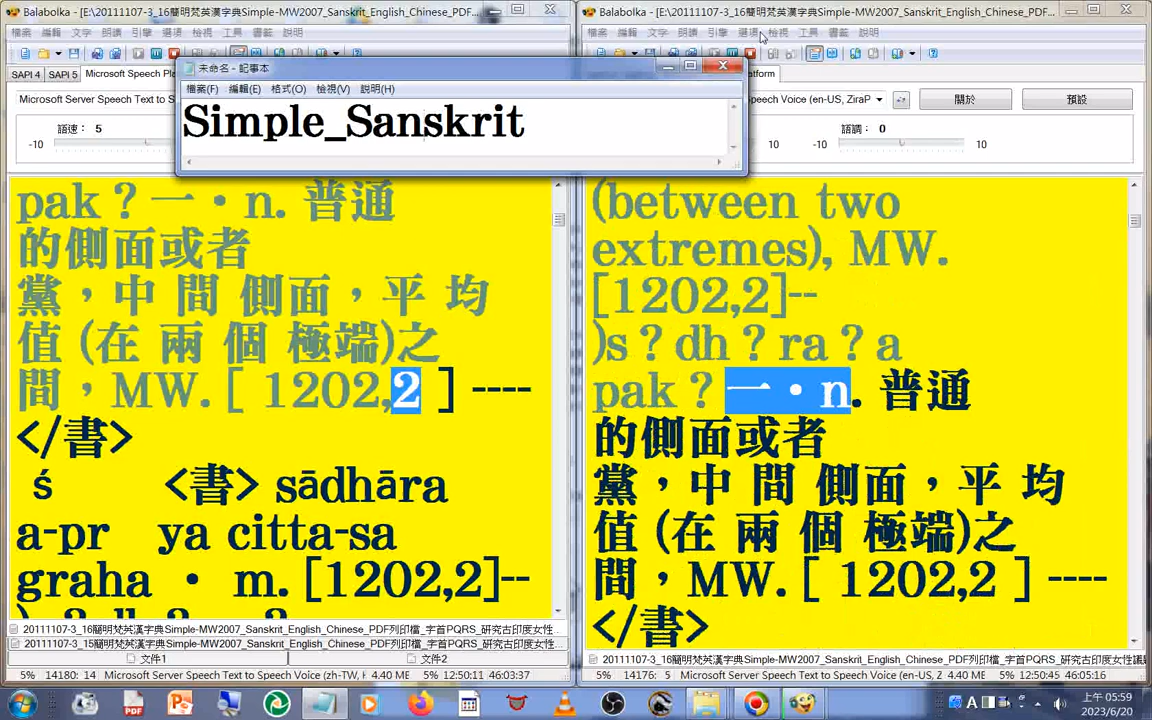 Balabolka - [E:\20111107-3_16簡明梵英漢字典Simple-MW2007_Sanskrit_English_Chinese_PDF...
檔案 編輯 文字 朗讀 引擎 選項 檢視 工具 書籤 說明
SAPI 4 SAPI 5 Microsoft Speech Pla
Microsoft Server Speech Text to S
語速： 5
-10
未命名 - 記事本
檔案(F) 編輯(E) 格式(O) 檢視(V) 說明(H)
Simple_Sanskrit
pak ? 一・n. 普通
的側面或者
黨，中 間 側面，平 均
值 (在 兩 個 極端)之
間，MW. [ 1202,2 ] ----
</書>
ś <書> sādhāra
a-pr ya citta-sa
graha ・ m. [1202,2]--
20111107-3_16簡明梵英漢字典Simple-MW2007_Sanskrit_English_Chinese_PDF列印檔_字首PQRS_研究古印度女性...
20111107-3_15簡明梵英漢字典Simple-MW2007_Sanskrit_English_Chinese_PDF列印檔_字首PQRS_研究古印度女性...
文件1 文件2
5% 14180: 14 Microsoft Server Speech Text to Speech Voice (zh-TW, H 4.40 ME 12:50:11 46:03:37
Balabolka - [E:\20111107-3_16簡明梵英漢字典Simple-MW2007_Sanskrit_English_Chinese_PDF...
檔案 編輯 文字 朗讀 引擎 選項 檢視 工具 書籤 說明
atform
peech Voice (en-US, ZiraP 關於 預設
語調： 0
10 -10 10
(between two
extremes), MW.
[1202,2]--
)s ? dh ? ra ? a
pak ? 一・n. 普通
的側面或者
黨，中 間 側面，平 均
值 (在 兩 個 極端)之
間，MW. [ 1202,2 ] ----
</書>
20111107-3_16簡明梵英漢字典Simple-MW2007_Sanskrit_English_Chinese_PDF列印檔_字首PQRS_研究古印度女性
5% 14176: 5 Microsoft Server Speech Text to Speech Voice (en-US, Z 4.40 ME 12:50:45 46:05:16
上午 05:59
2023/6/20